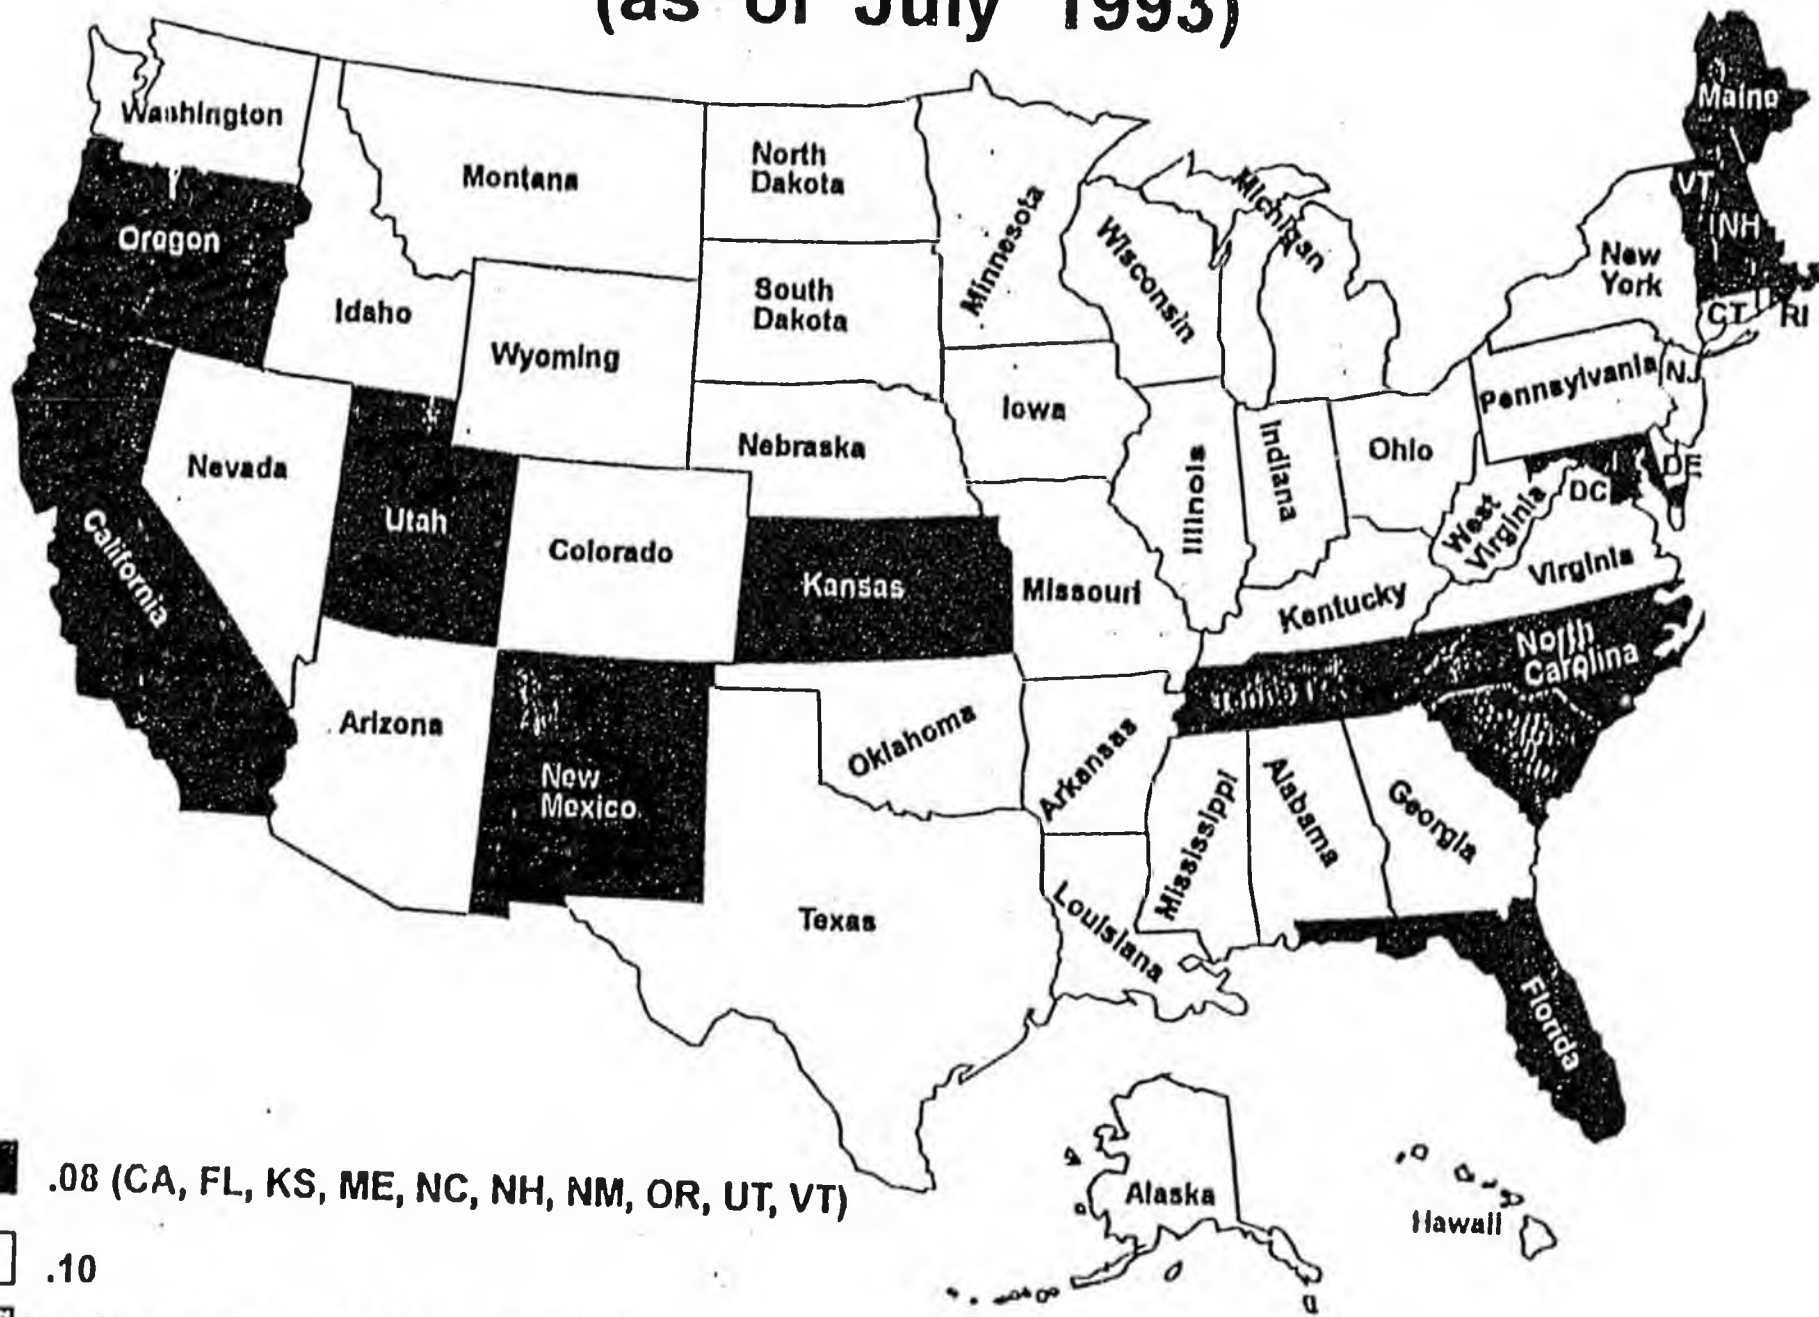 (as of July 1993)
Washington
Montana
North
Dakota
Minnesota
Michigan
Maine
VT
NH
Oregon
Idaho
Wyoming
South
Dakota
Wisconsin
New
York
CT
RI
Nevada
Utah
Colorado
Nebraska
Iowa
Illinois
Indiana
Ohio
Pennsylvania
NJ
DE
DC
West
Virginia
Virginia
California
Kansas
Missouri
Kentucky
North
Carolina
Arizona
New
Mexico
Oklahoma
Arkansas
Texas
Louisiana
Mississippi
Alabama
Georgia
Florida
Alaska
Hawaii
.08 (CA, FL, KS, ME, NC, NH, NM, OR, UT, VT)
.10